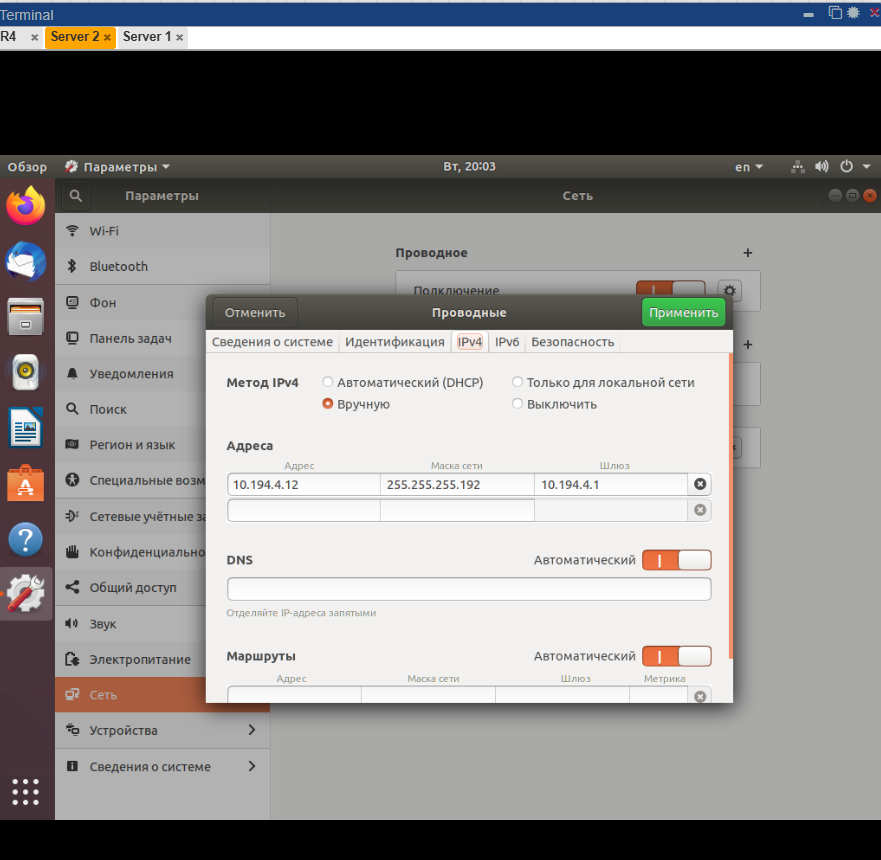 Terminal
R4 × Server 2 × Server 1 ×
Обзор Параметры Вт, 20:03 en
Параметры Сеть
Wi-Fi
Bluetooth
Фон
Панель задач
Уведомления
Поиск
Регион и язык
Специальные возм
Сетевые учётные за
Конфиденциально
Общий доступ
Звук
Электропитание
Сеть
Устройства
Сведения о системе
Проводное +
Подключение
+
Отменить Проводные Применить
Сведения о системе Идентификация IPv4 IPv6 Безопасность
Метод IPv4 Автоматический (DHCP) Только для локальной сети
Вручную Выключить
Адреса
Адрес Маска сети Шлюз
10.194.4.12 255.255.255.192 10.194.4.1
DNS Автоматический
Отделяйте IP-адреса запятыми
Маршруты Автоматический
Адрес Маска сети Шлюз Метрика